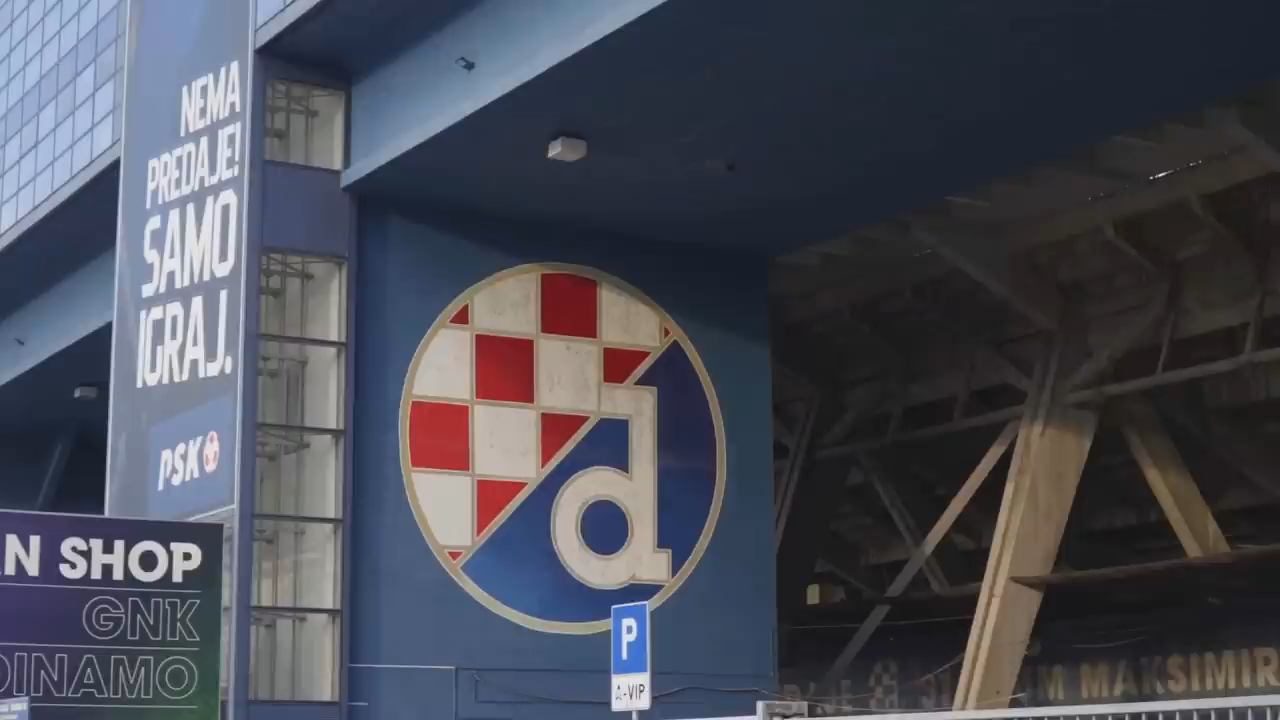 NEMA
PREDAJE!
SAMO
IGRAJ.
PSK
N SHOP
GNK
DINAMO
d
P
A-VIP
M MAKSIMIR